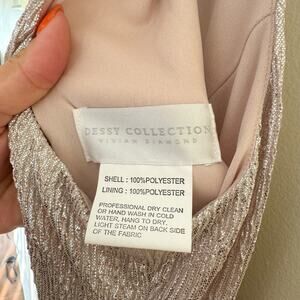 DESSY COLLECTION
VIVIAN DIAMOND
SHELL : 100%POLYESTER
LINING : 100%POLYESTER
PROFESSIONAL DRY CLEAN
OR HAND WASH IN COLD
WATER, HANG TO DRY,
LIGHT STEAM ON BACK SIDE
OF THE FABRIC